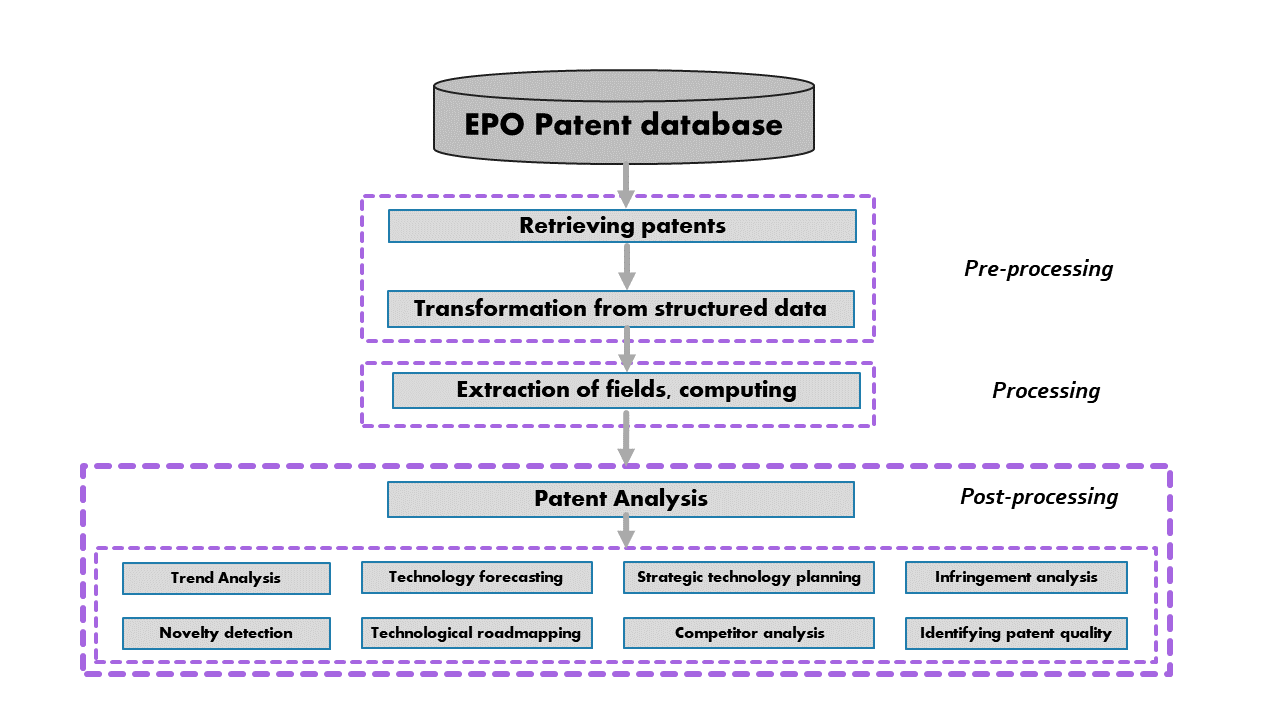 EPO Patent database
Retrieving patents
Pre-processing
Transformation from structured data
Extraction of fields, computing
Processing
Patent Analysis
Post-processing
Trend Analysis
Technology forecasting
Strategic technology planning
Infringement analysis
Novelty detection
Technological roadmapping
Competitor analysis
Identifying patent quality